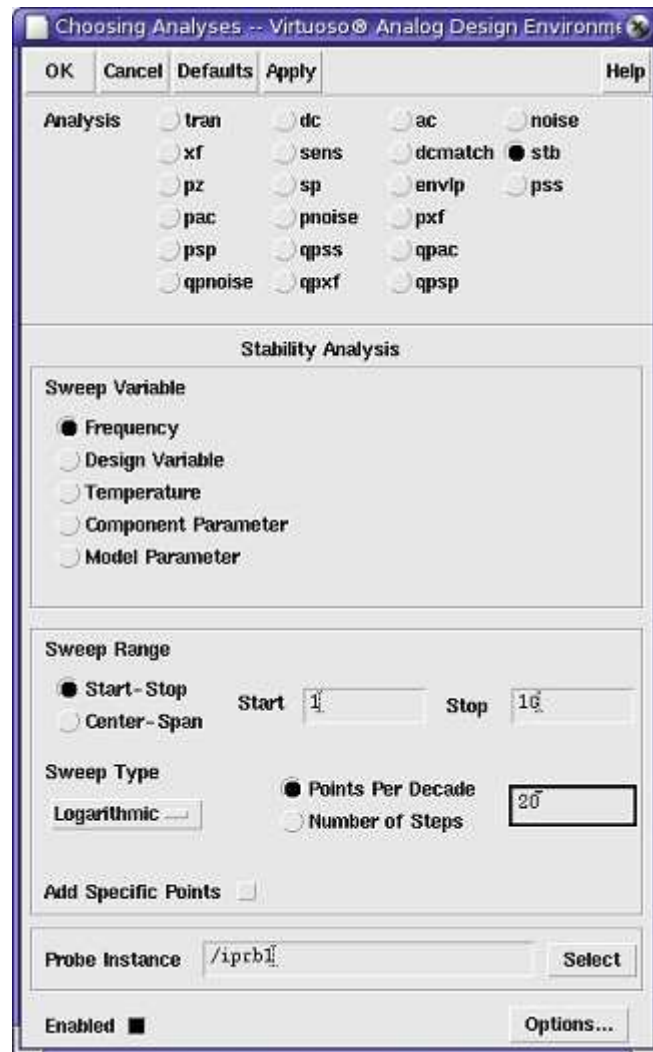 Choosing Analyses -- Virtuoso® Analog Design Environme
OK Cancel Defaults Apply Help
Analysis tran dc ac noise
xf sens dcmatch stb
pz sp envlp pss
pac pnoise pxf
psp qpss qpac
qpnoise qpxf qpsp
Stability Analysis
Sweep Variable
Frequency
Design Variable
Temperature
Component Parameter
Model Parameter
Sweep Range
Start-Stop
Center-Span
Start 1 Stop 1G
Sweep Type
Logarithmic
Points Per Decade 20
Number of Steps
Add Specific Points
Probe Instance /iprb1 Select
Enabled Options...